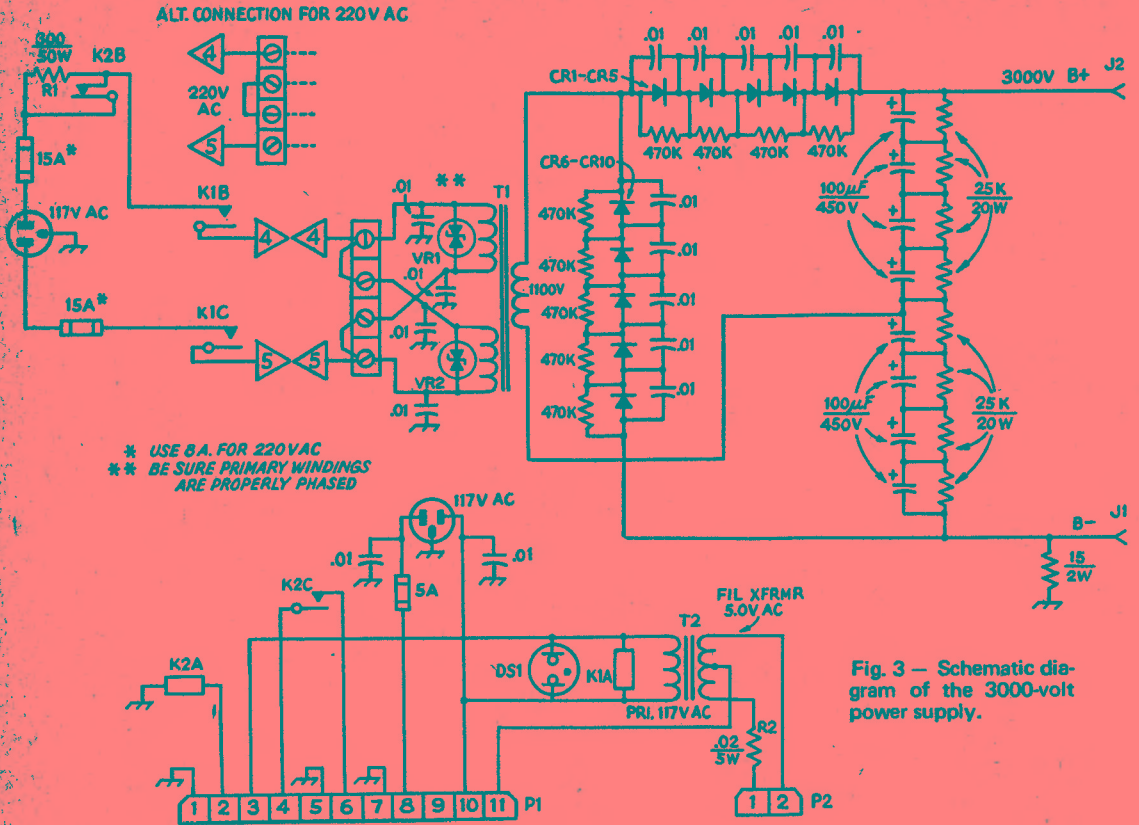 ALT. CONNECTION FOR 220V AC
300
50W
K2B
R1
4
220V
AC
5
15A*
117V AC
K1B
4 4
15A*
K1C
5 5
1
.01
**
T1
VR1
.01
.01
VR2
.01
1100V
.01 .01 .01 .01 .01
CR1-CR5
470K 470K 470K 470K
3000V B+ J2
CR6-CR10
470K
470K
470K
470K
470K
.01
.01
.01
.01
.01
100µF
450V
25K
20W
100µF
450V
25K
20W
B- J1
15
2W
* USE 8A. FOR 220VAC
** BE SURE PRIMARY WINDINGS
ARE PROPERLY PHASED
117V AC
.01
.01
5A
K2C
K2A
FIL XFRMR
5.0V AC
T2
DS1
K1A
PRI. 117V AC
R2
.02
5W
1 2 3 4 5 6 7 8 9 10 11 P1
1 2 P2
Fig. 3 — Schematic dia-
gram of the 3000-volt
power supply.